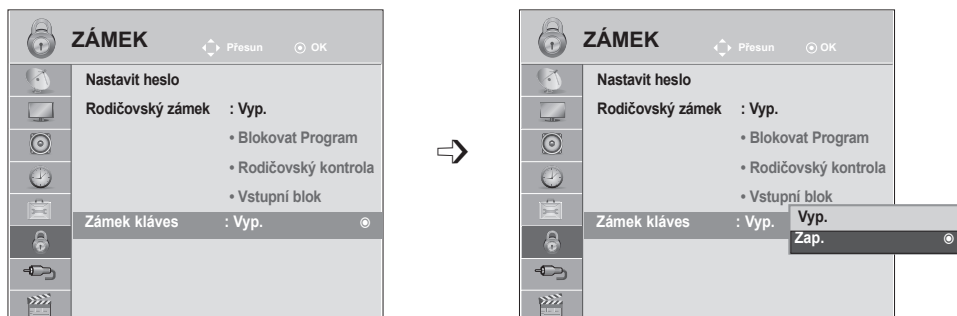 ZÁMEK
Přesun OK
Nastavit heslo
Rodičovský zámek : Vyp.
• Blokovat Program
• Rodičovský kontrola
• Vstupní blok
Zámek kláves : Vyp.
ZÁMEK
Přesun OK
Nastavit heslo
Rodičovský zámek : Vyp.
• Blokovat Program
• Rodičovský kontrola
• Vstupní blok
Zámek kláves : Vyp.
Vyp.
Zap.